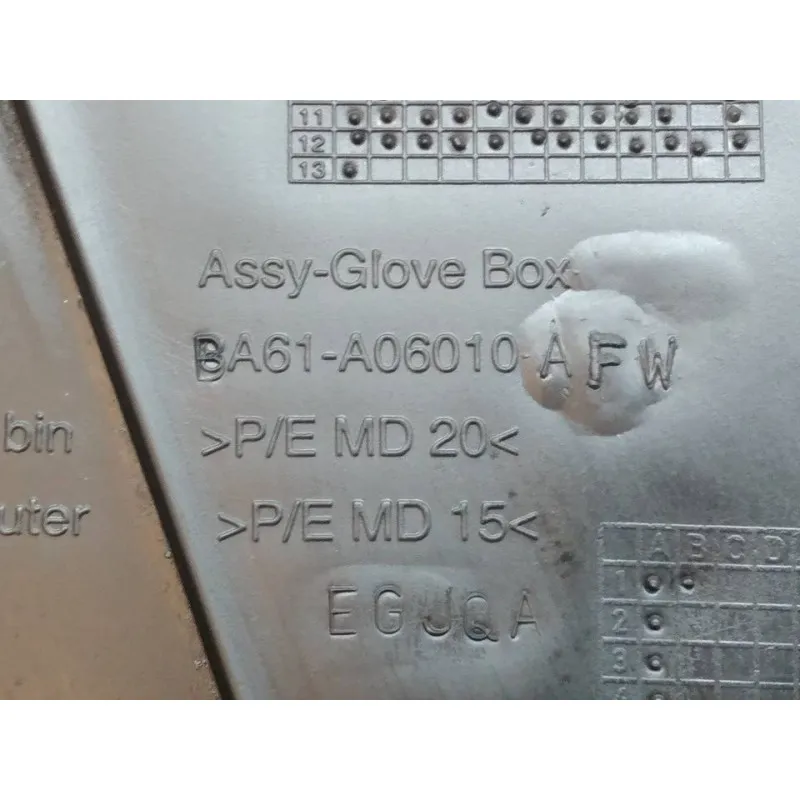 11
12
13
Assy-Glove Box
BA61-A06010-AFW
>P/E MD 20<
bin
>P/E MD 15<
uter
EGJQA
A B C D
1
2
3